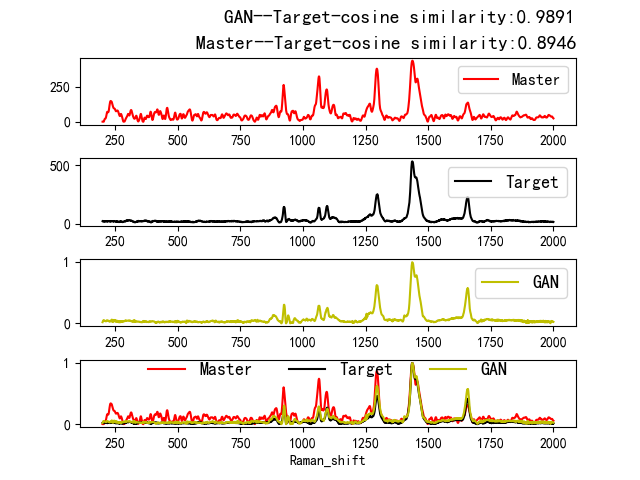 GAN--Target-cosine similarity:0.9891
Master--Target-cosine similarity:0.8946
250
0
Master
250 500 750 1000 1250 1500 1750 2000
500
0
Target
250 500 750 1000 1250 1500 1750 2000
1
0
GAN
250 500 750 1000 1250 1500 1750 2000
1
0
Master Target GAN
250 500 750 1000 1250 1500 1750 2000
Raman_shift